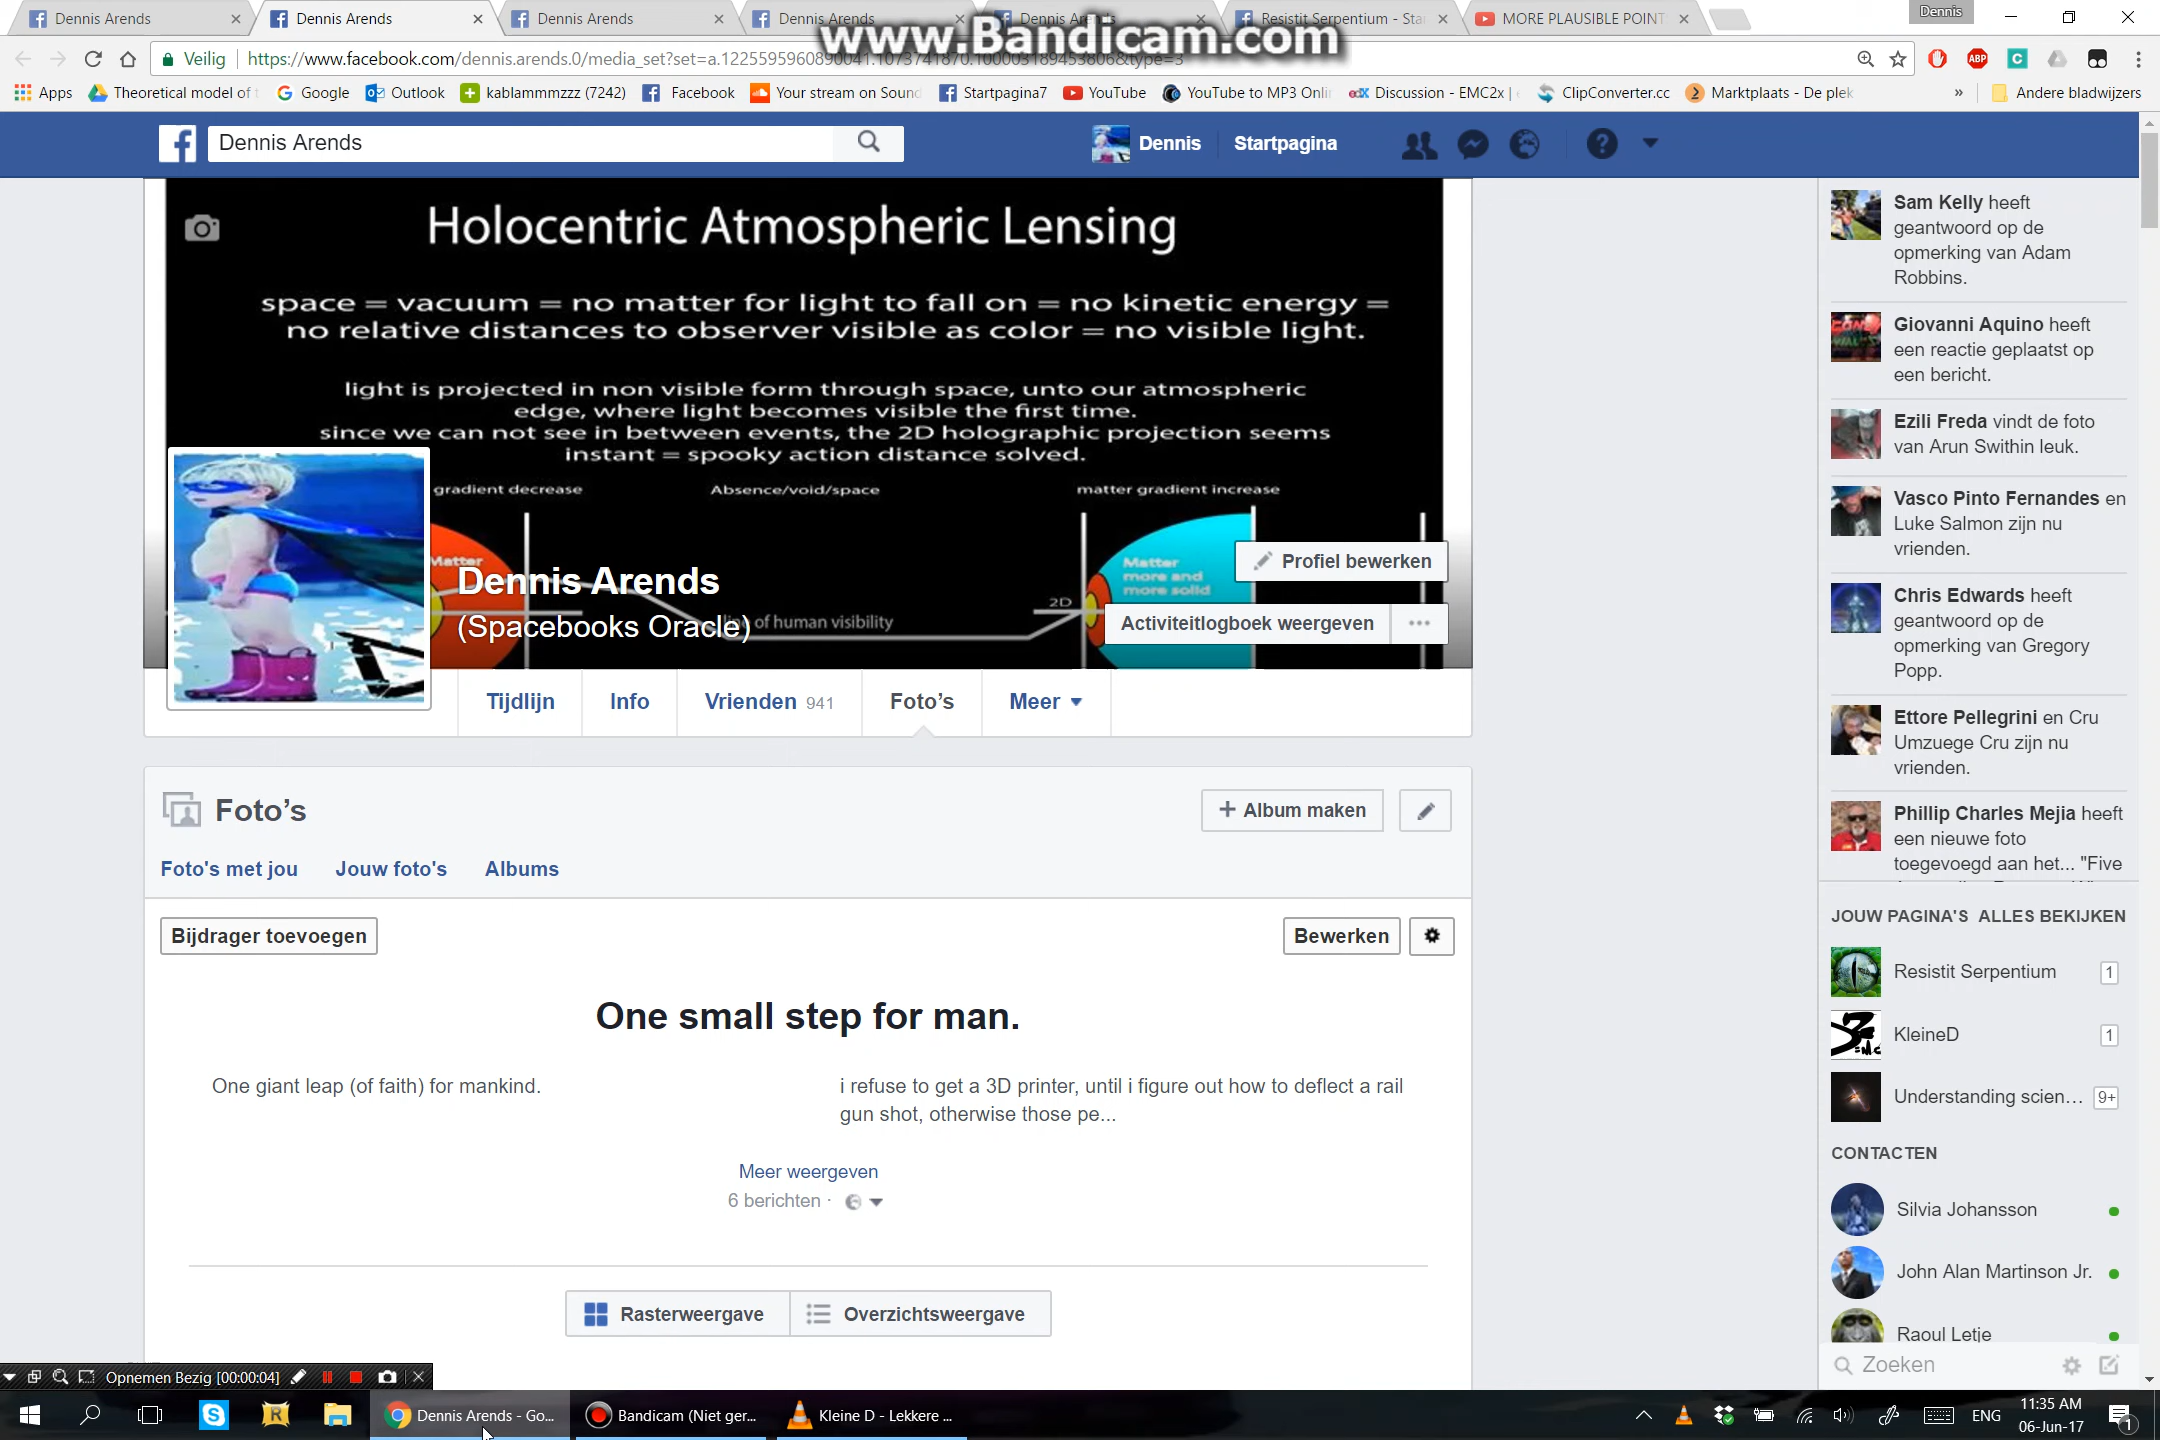 Dennis Arends
Dennis Arends
Dennis Arends
Dennis Arends
Dennis Arends
Resistit Serpentium - Sta
MORE PLAUSIBLE POINT
Dennis
www.Bandicam.com
Veilig
https://www.facebook.com/dennis.arends.0/media_set?set=a.1225595960890041.1073741870.100003189453806&type=3
Apps
Theoretical model of
Google
Outlook
kablammmzzz (7242)
Facebook
Your stream on Soun
Startpagina7
YouTube
YouTube to MP3 Onli
Discussion - EMC2x |
ClipConverter.cc
Marktplaats - De plek
»
Andere bladwijzers
Dennis Arends
Dennis
Startpagina
Holocentric Atmospheric Lensing
space = vacuum = no matter for light to fall on = no kinetic energy =
no relative distances to observer visible as color = no visible light.
light is projected in non visible form through space, unto our atmospheric
edge, where light becomes visible the first time.
since we can not see in between events, the 2D holographic projection seems
instant = spooky action distance solved.
gradient decrease
Absence/void/space
matter gradient increase
Matter
Matter
more and
more solid
2D
of human visibility
Dennis Arends
(Spacebooks Oracle)
Profiel bewerken
Activiteitlogboek weergeven
Tijdlijn
Info
Vrienden 941
Foto's
Meer
Foto's
+ Album maken
Foto's met jou
Jouw foto's
Albums
Bijdrager toevoegen
Bewerken
One small step for man.
One giant leap (of faith) for mankind.
i refuse to get a 3D printer, until i figure out how to deflect a rail
gun shot, otherwise those pe...
Meer weergeven
6 berichten ·
Rasterweergave
Overzichtsweergave
Sam Kelly heeft
geantwoord op de
opmerking van Adam
Robbins.
Giovanni Aquino heeft
een reactie geplaatst op
een bericht.
Ezili Freda vindt de foto
van Arun Swithin leuk.
Vasco Pinto Fernandes en
Luke Salmon zijn nu
vrienden.
Chris Edwards heeft
geantwoord op de
opmerking van Gregory
Popp.
Ettore Pellegrini en Cru
Umzuege Cru zijn nu
vrienden.
Phillip Charles Mejia heeft
een nieuwe foto
toegevoegd aan het... "Five
JOUW PAGINA'S
ALLES BEKIJKEN
Resistit Serpentium
1
KleineD
1
Understanding scien...
9+
CONTACTEN
Silvia Johansson
John Alan Martinson Jr.
Raoul Letje
Zoeken
Opnemen Bezig [00:00:04]
Dennis Arends - Go...
Bandicam (Niet ger...
Kleine D - Lekkere ...
ENG
11:35 AM
06-Jun-17
1